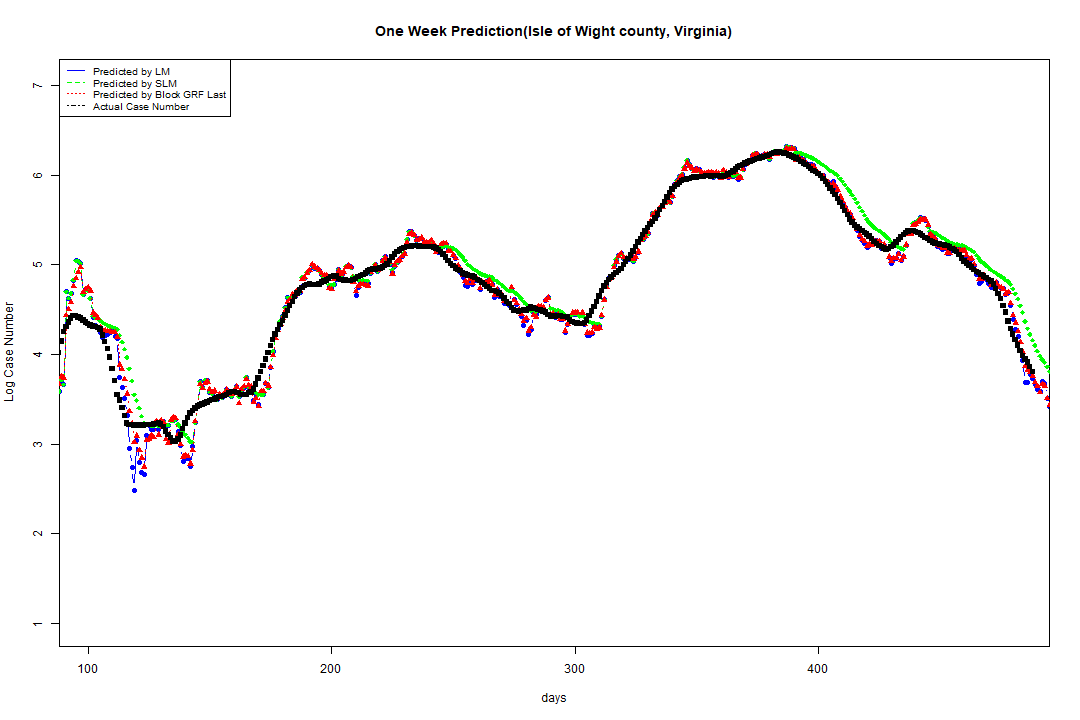 One Week Prediction(Isle of Wight county, Virginia)
Predicted by LM
Predicted by SLM
Predicted by Block GRF Last
Actual Case Number
7
6
5
4
3
2
1
Log Case Number
100 200 300 400
days